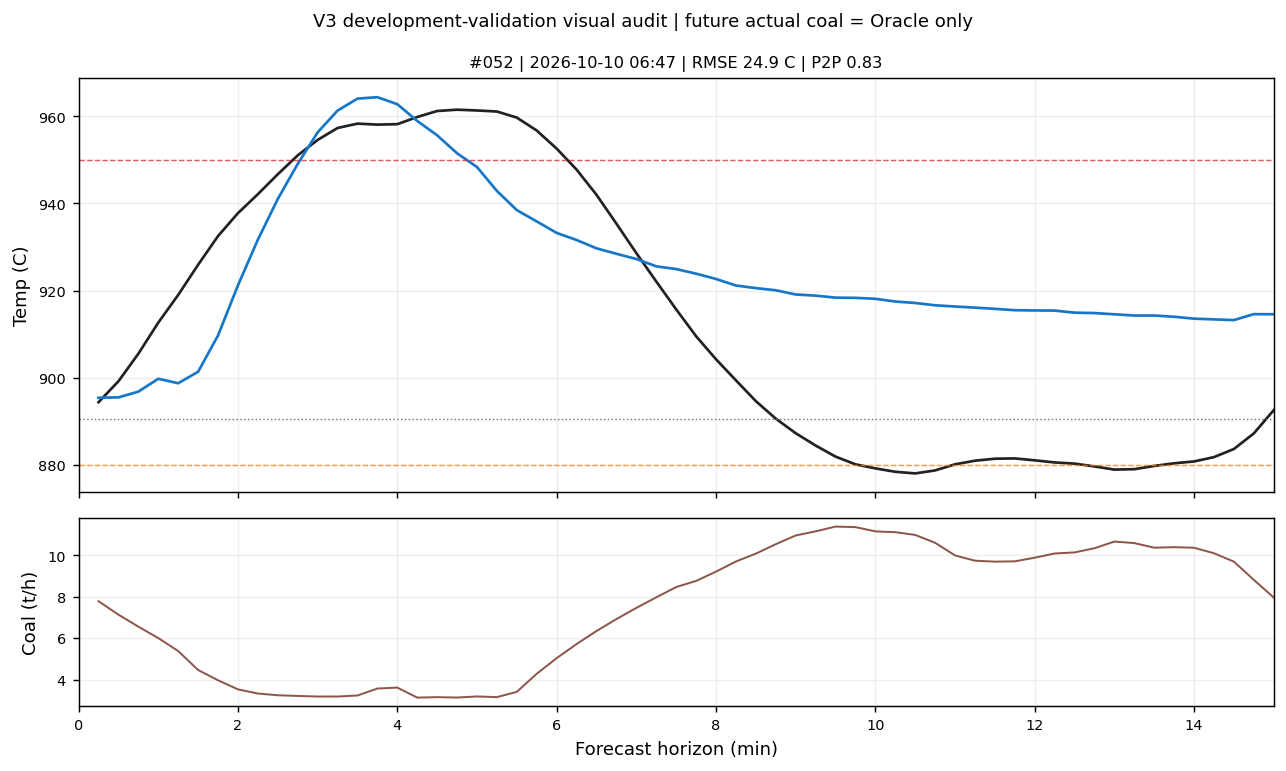 V3 development-validation visual audit | future actual coal = Oracle only
#052 | 2026-10-10 06:47 | RMSE 24.9 C | P2P 0.83
Temp (C)
960
940
920
900
880
Coal (t/h)
10
8
6
4
0 2 4 6 8 10 12 14
Forecast horizon (min)